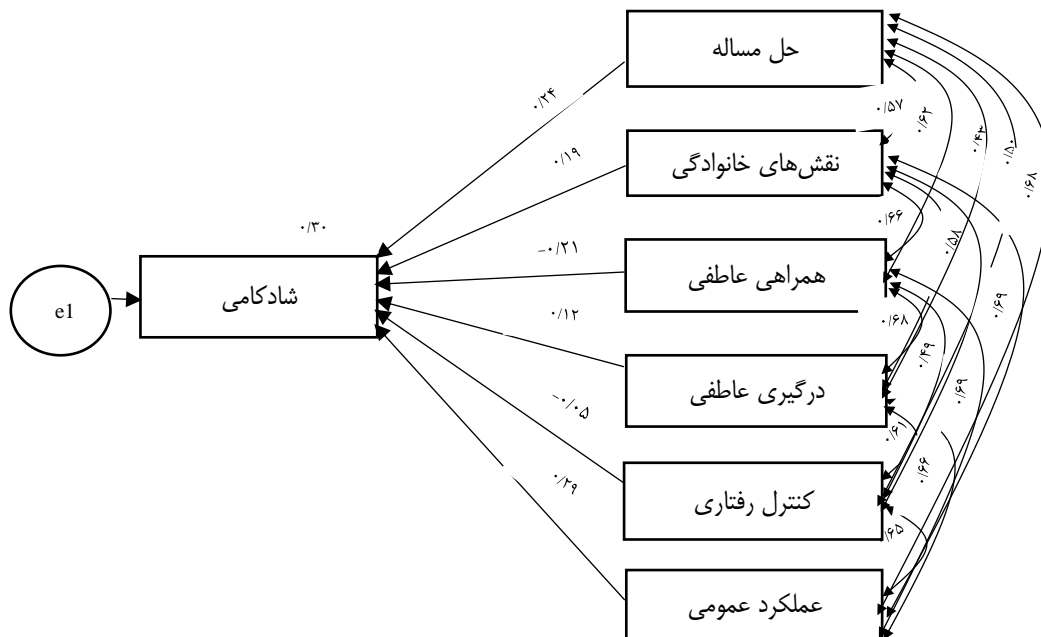 حل مساله
۰/۲۴
۰/۵۷
۰/۶۲
۰/۴۳
۰/۵۰
۰/۶۸
نقش‌های خانوادگی
۰/۱۹
۰/۳۰
۰/۶۶
۰/۵۸
همراهی عاطفی
-۰/۲۱
شادکامی
e1
۰/۱۲
۰/۶۸
۰/۴۹
۰/۶۹
۰/۶۹
درگیری عاطفی
-۰/۰۵
۰/۶۱
۰/۶۶
کنترل رفتاری
۰/۲۹
۰/۶۵
عملکرد عمومی